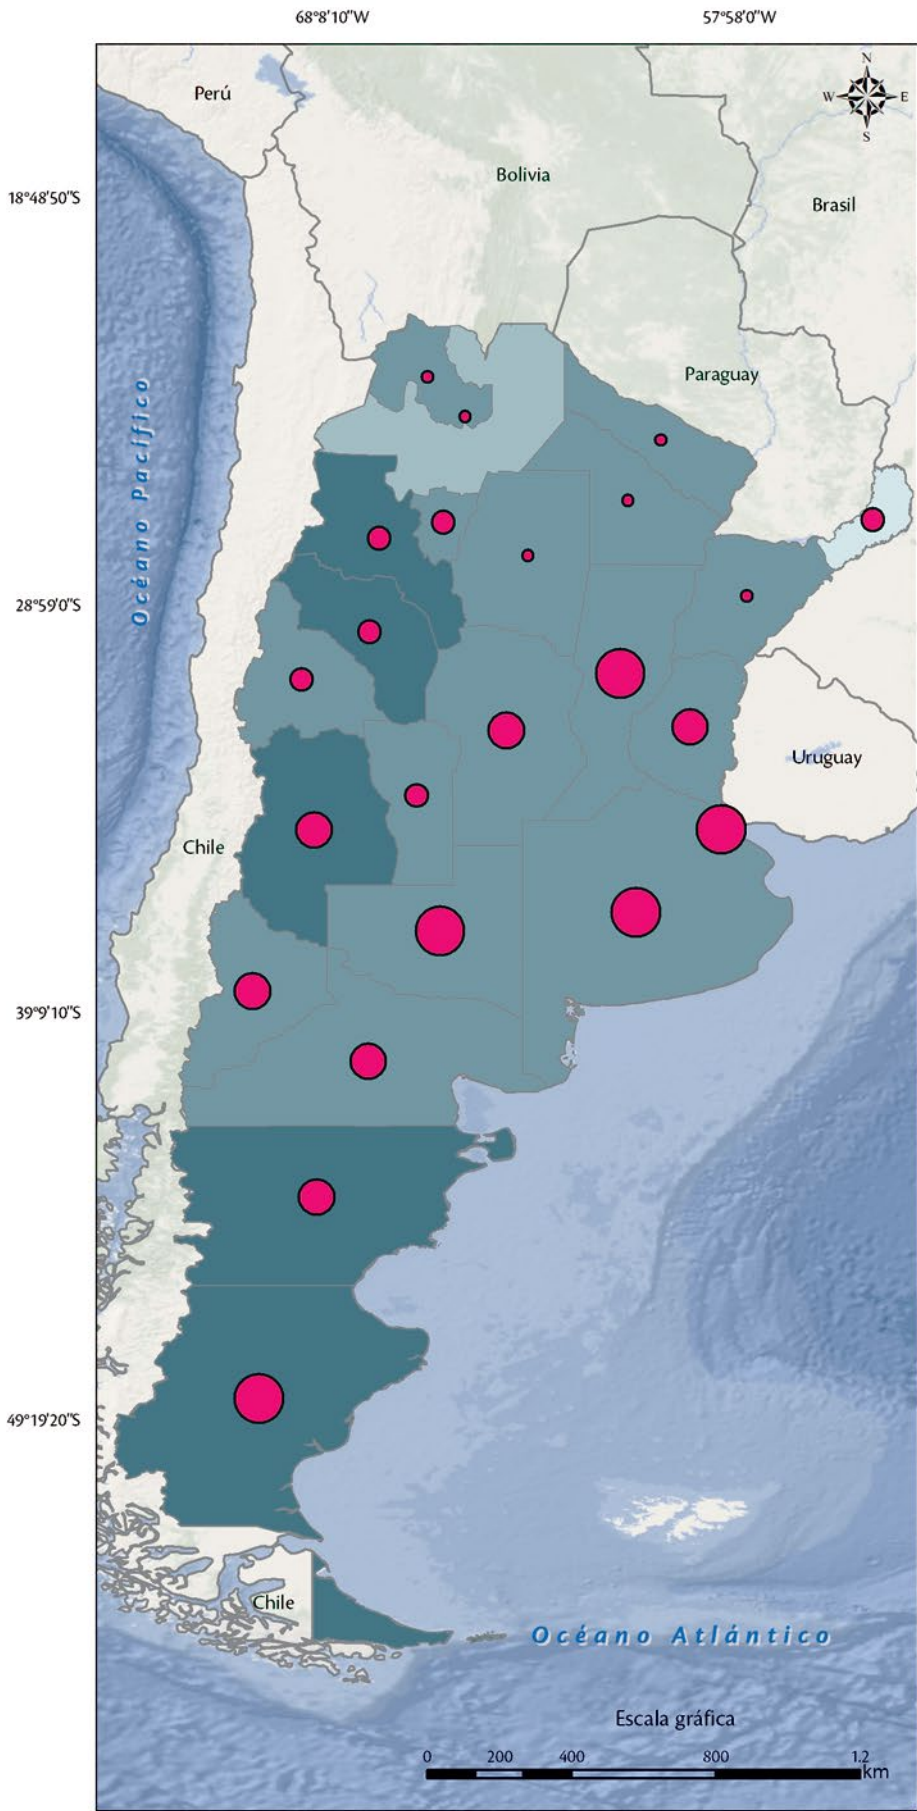 68°8'10"W
57°58'0"W
N
W
E
S
Perú
18°48'50"S
Bolivia
Brasil
Paraguay
Océano Pacífico
28°59'0"S
Uruguay
Chile
39°9'10"S
49°19'20"S
Chile
Océano Atlántico
Escala gráfica
0 200 400 800 1.2
km